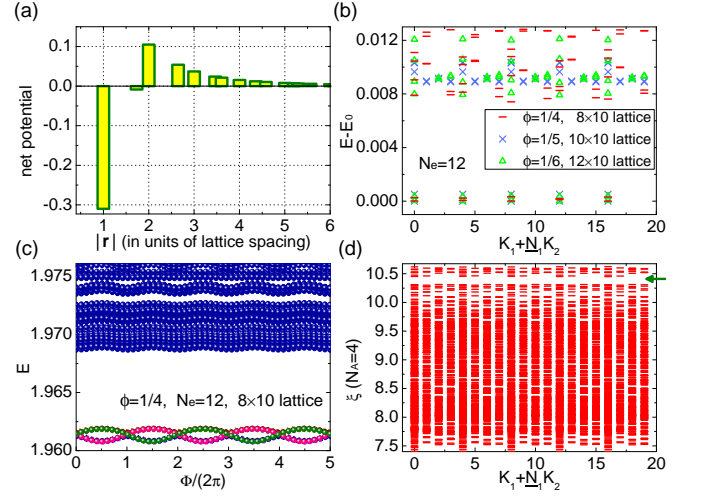 (a)
0.1
0.0
-0.1
-0.2
-0.3
net potential
1 2 3 4 5 6
|r| (in units of lattice spacing)
(b)
0.012
0.008
0.004
0.000
E-E₀
ϕ=1/4, 8×10 lattice
ϕ=1/5, 10×10 lattice
ϕ=1/6, 12×10 lattice
Nₑ=12
0 5 10 15 20
K₁+N₁K₂
(c)
1.975
1.970
1.965
1.960
E
ϕ=1/4, Nₑ=12, 8×10 lattice
0 1 2 3 4 5
Φ/(2π)
(d)
10.5
10.0
9.5
9.0
8.5
8.0
7.5
ξ (N_A=4)
0 5 10 15 20
K₁+N₁K₂